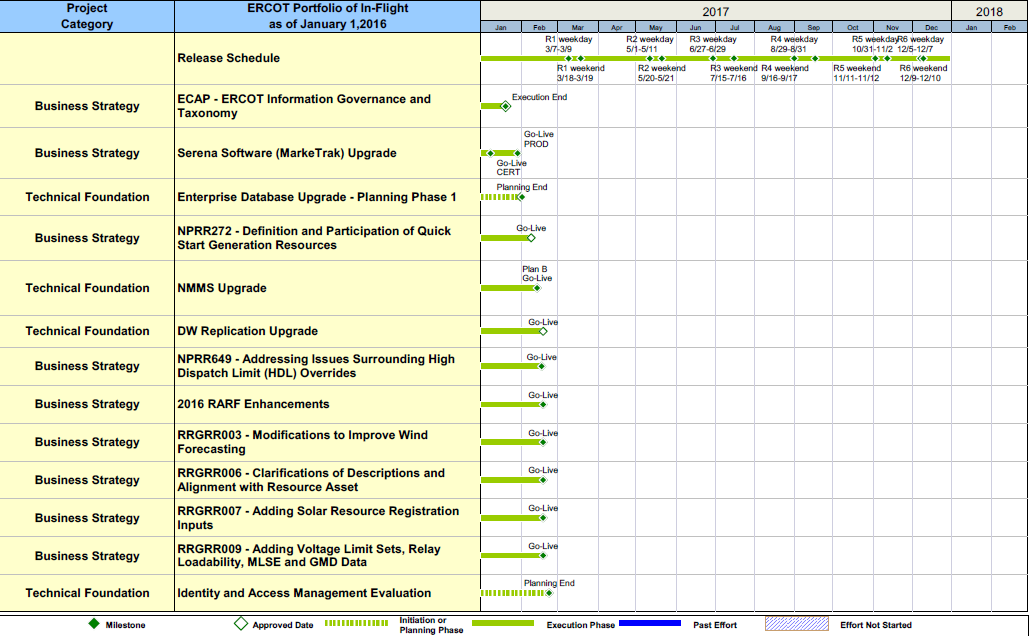 Project
Category
ERCOT Portfolio of In-Flight
as of January 1,2016
2017
2018
Jan Feb Mar Apr May Jun Jul Aug Sep Oct Nov Dec Jan Feb
Release Schedule
R1 weekday R2 weekday R3 weekday R4 weekday R5 weekday R6 weekday
3/7-3/9 5/1-5/11 6/27-6/29 8/29-8/31 10/31-11/2 12/5-12/7
R1 weekend R2 weekend R3 weekend R4 weekend R5 weekend R6 weekend
3/18-3/19 5/20-5/21 7/15-7/16 9/16-9/17 11/11-11/12 12/9-12/10
Business Strategy
ECAP - ERCOT Information Governance and
Taxonomy
Execution End
Business Strategy
Serena Software (MarkeTrak) Upgrade
Go-Live
PROD
Go-Live
CERT
Technical Foundation
Enterprise Database Upgrade - Planning Phase 1
Planning End
Business Strategy
NPRR272 - Definition and Participation of Quick
Start Generation Resources
Go-Live
Technical Foundation
NMMS Upgrade
Plan B
Go-Live
Technical Foundation
DW Replication Upgrade
Go-Live
Business Strategy
NPRR649 - Addressing Issues Surrounding High
Dispatch Limit (HDL) Overrides
Go-Live
Business Strategy
2016 RARF Enhancements
Go-Live
Business Strategy
RRGRR003 - Modifications to Improve Wind
Forecasting
Go-Live
Business Strategy
RRGRR006 - Clarifications of Descriptions and
Alignment with Resource Asset
Go-Live
Business Strategy
RRGRR007 - Adding Solar Resource Registration
Inputs
Go-Live
Business Strategy
RRGRR009 - Adding Voltage Limit Sets, Relay
Loadability, MLSE and GMD Data
Go-Live
Technical Foundation
Identity and Access Management Evaluation
Planning End
Milestone
Approved Date
Initiation or
Planning Phase
Execution Phase
Past Effort
Effort Not Started